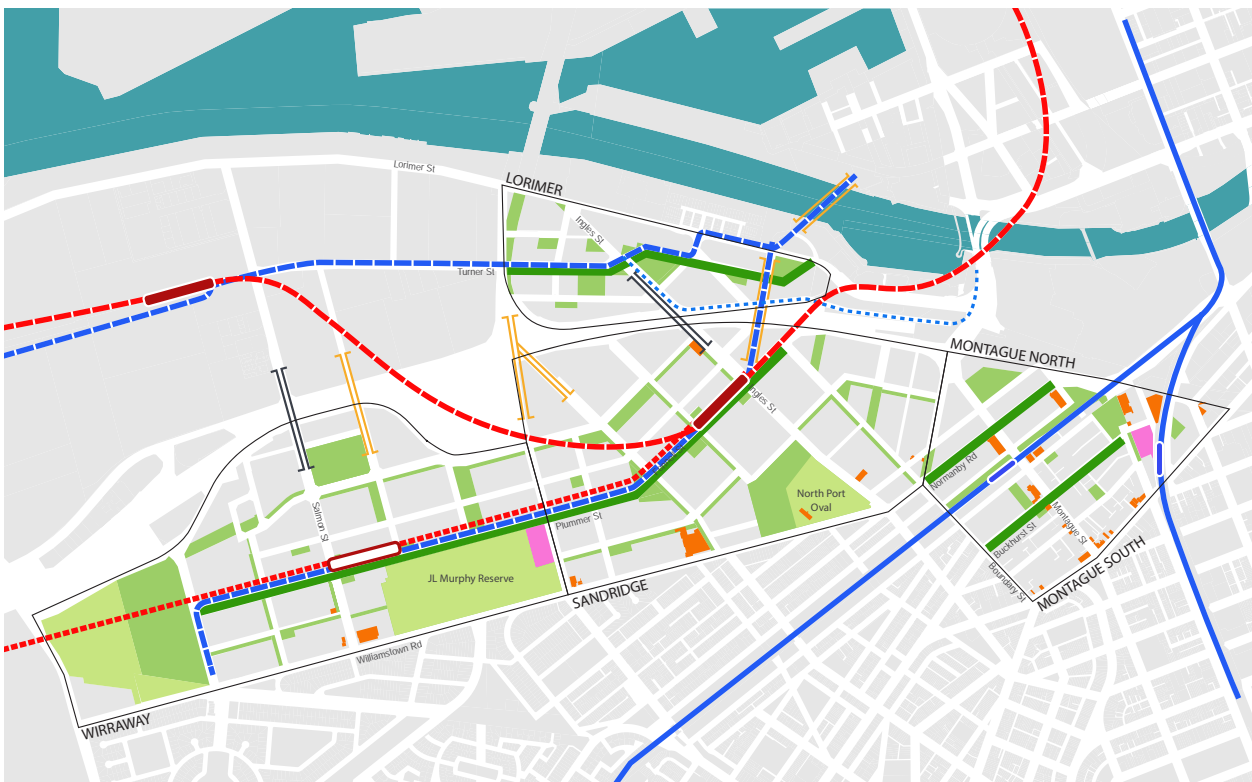 Lorimer St
LORIMER
Ingles St
Turner St
MONTAGUE NORTH
Ingles St
Normanby Rd
North Port
Oval
Salmon St
Plummer St
Montague St
Buckhurst St
Boundary St
MONTAGUE SOUTH
JL Murphy Reserve
SANDRIDGE
Williamstown Rd
WIRRAWAY